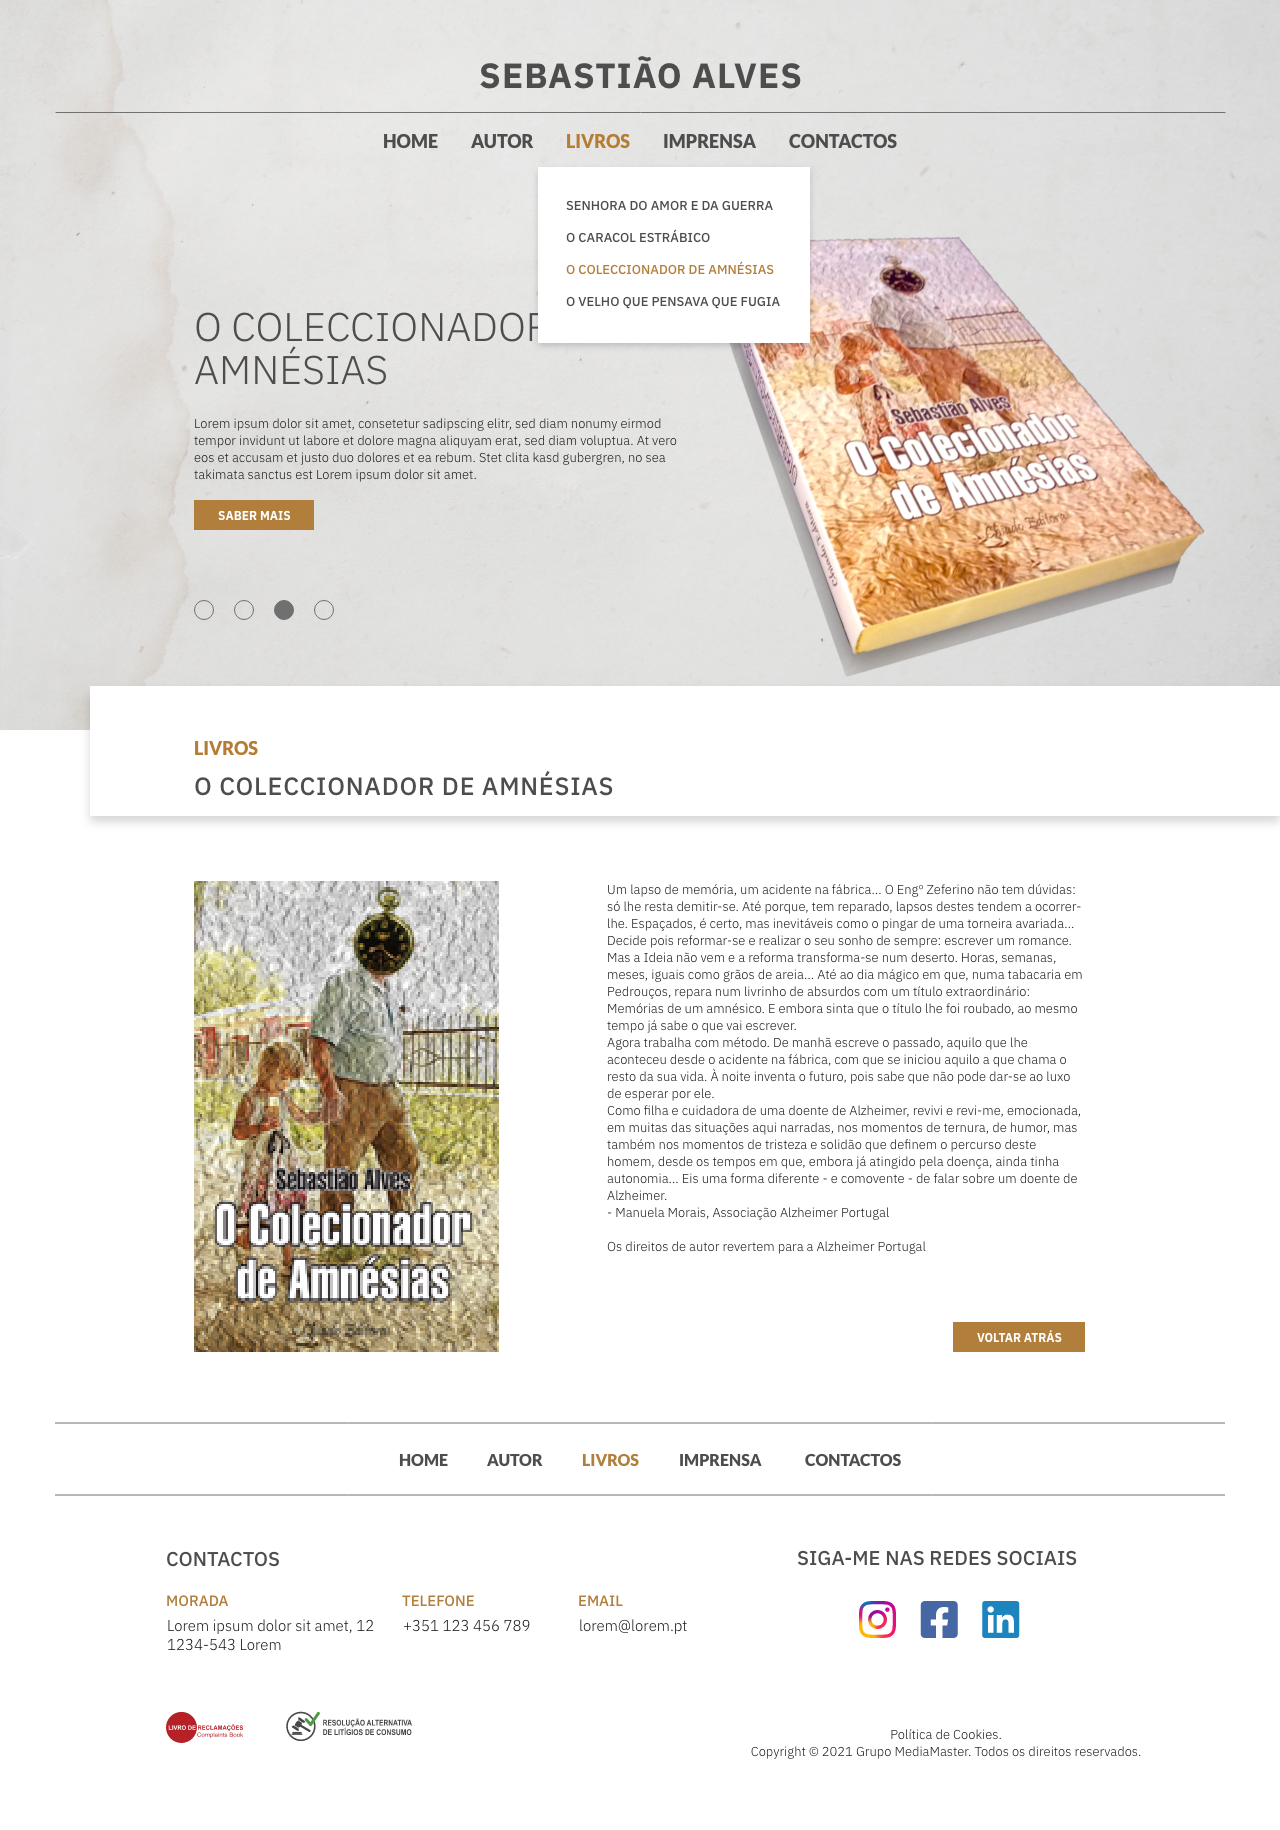 SEBASTIÃO ALVES
HOME AUTOR LIVROS IMPRENSA CONTACTOS
SENHORA DO AMOR E DA GUERRA
O CARACOL ESTRÁBICO
O COLECCIONADOR DE AMNÉSIAS
O VELHO QUE PENSAVA QUE FUGIA
O COLECCIONADOR
AMNÉSIAS
Lorem ipsum dolor sit amet, consetetur sadipscing elitr, sed diam nonumy eirmod
tempor invidunt ut labore et dolore magna aliquyam erat, sed diam voluptua. At vero
eos et accusam et justo duo dolores et ea rebum. Stet clita kasd gubergren, no sea
takimata sanctus est Lorem ipsum dolor sit amet.
SABER MAIS
Sebastião Alves
O Colecionador
de Amnésias
Chiado Editora
LIVROS
O COLECCIONADOR DE AMNÉSIAS
Sebastião Alves
O Colecionador
de Amnésias
Chiado Editora
Um lapso de memória, um acidente na fábrica... O Engº Zeferino não tem dúvidas:
só lhe resta demitir-se. Até porque, tem reparado, lapsos destes tendem a ocorrer-
lhe. Espaçados, é certo, mas inevitáveis como o pingar de uma torneira avariada...
Decide pois reformar-se e realizar o seu sonho de sempre: escrever um romance.
Mas a Ideia não vem e a reforma transforma-se num deserto. Horas, semanas,
meses, iguais como grãos de areia... Até ao dia mágico em que, numa tabacaria em
Pedrouços, repara num livrinho de absurdos com um título extraordinário:
Memórias de um amnésico. E embora sinta que o título lhe foi roubado, ao mesmo
tempo já sabe o que vai escrever.
Agora trabalha com método. De manhã escreve o passado, aquilo que lhe
aconteceu desde o acidente na fábrica, com que se iniciou aquilo a que chama o
resto da sua vida. À noite inventa o futuro, pois sabe que não pode dar-se ao luxo
de esperar por ele.
Como filha e cuidadora de uma doente de Alzheimer, revivi e revi-me, emocionada,
em muitas das situações aqui narradas, nos momentos de ternura, de humor, mas
também nos momentos de tristeza e solidão que definem o percurso deste
homem, desde os tempos em que, embora já atingido pela doença, ainda tinha
autonomia... Eis uma forma diferente - e comovente - de falar sobre um doente de
Alzheimer.
- Manuela Morais, Associação Alzheimer Portugal
Os direitos de autor revertem para a Alzheimer Portugal
VOLTAR ATRÁS
HOME AUTOR LIVROS IMPRENSA CONTACTOS
CONTACTOS
MORADA
Lorem ipsum dolor sit amet, 12
1234-543 Lorem
TELEFONE
+351 123 456 789
EMAIL
lorem@lorem.pt
SIGA-ME NAS REDES SOCIAIS
in
LIVRO DE RECLAMAÇÕES
Complaints Book
RESOLUÇÃO ALTERNATIVA
DE LITÍGIOS DE CONSUMO
Política de Cookies.
Copyright © 2021 Grupo MediaMaster. Todos os direitos reservados.